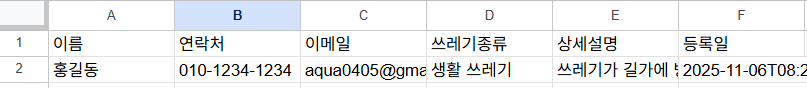 A B C D E F
1 이름 연락처 이메일 쓰레기종류 상세설명 등록일
2 홍길동 010-1234-1234 aqua0405@gma 생활 쓰레기 쓰레기가 길가에 2025-11-06T08:2